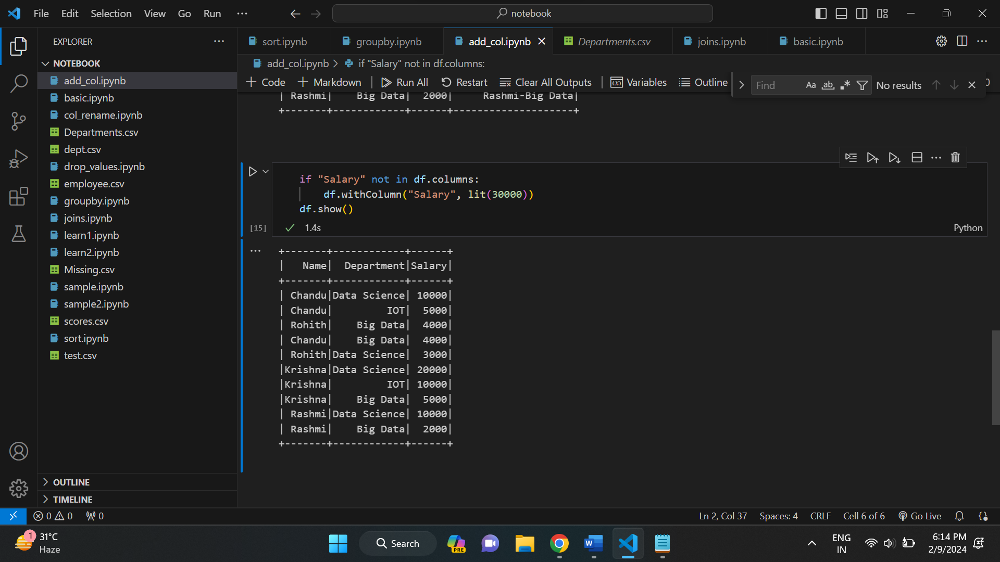 File Edit Selection View Go Run ...
notebook
EXPLORER ...
NOTEBOOK
add_col.ipynb
basic.ipynb
col_rename.ipynb
Departments.csv
dept.csv
drop_values.ipynb
employee.csv
groupby.ipynb
joins.ipynb
learn1.ipynb
learn2.ipynb
Missing.csv
sample.ipynb
sample2.ipynb
scores.csv
sort.ipynb
test.csv
OUTLINE
TIMELINE
sort.ipynb groupby.ipynb add_col.ipynb Departments.csv joins.ipynb basic.ipynb
add_col.ipynb > if "Salary" not in df.columns:
+ Code + Markdown | Run All Restart Clear All Outputs | Variables Outline
Find Aa ab .* No results
| Rashmi|    Big Data|  2000|     Rashmi-Big Data|
+-------+------------+------+--------------------+
if "Salary" not in df.columns:
    df.withColumn("Salary", lit(30000))
df.show()
[15] 1.4s Python
+-------+------------+------+
|   Name|  Department|Salary|
+-------+------------+------+
| Chandu|Data Science| 10000|
| Chandu|         IOT|  5000|
| Rohith|    Big Data|  4000|
| Chandu|    Big Data|  4000|
| Rohith|Data Science|  3000|
|Krishna|Data Science| 20000|
|Krishna|         IOT| 10000|
|Krishna|    Big Data|  5000|
| Rashmi|Data Science| 10000|
| Rashmi|    Big Data|  2000|
+-------+------------+------+
0 0 0 Ln 2, Col 37 Spaces: 4 CRLF Cell 6 of 6 Go Live
1 31°C
Haze
Search
PRE
W
ENG
IN
6:14 PM
2/9/2024